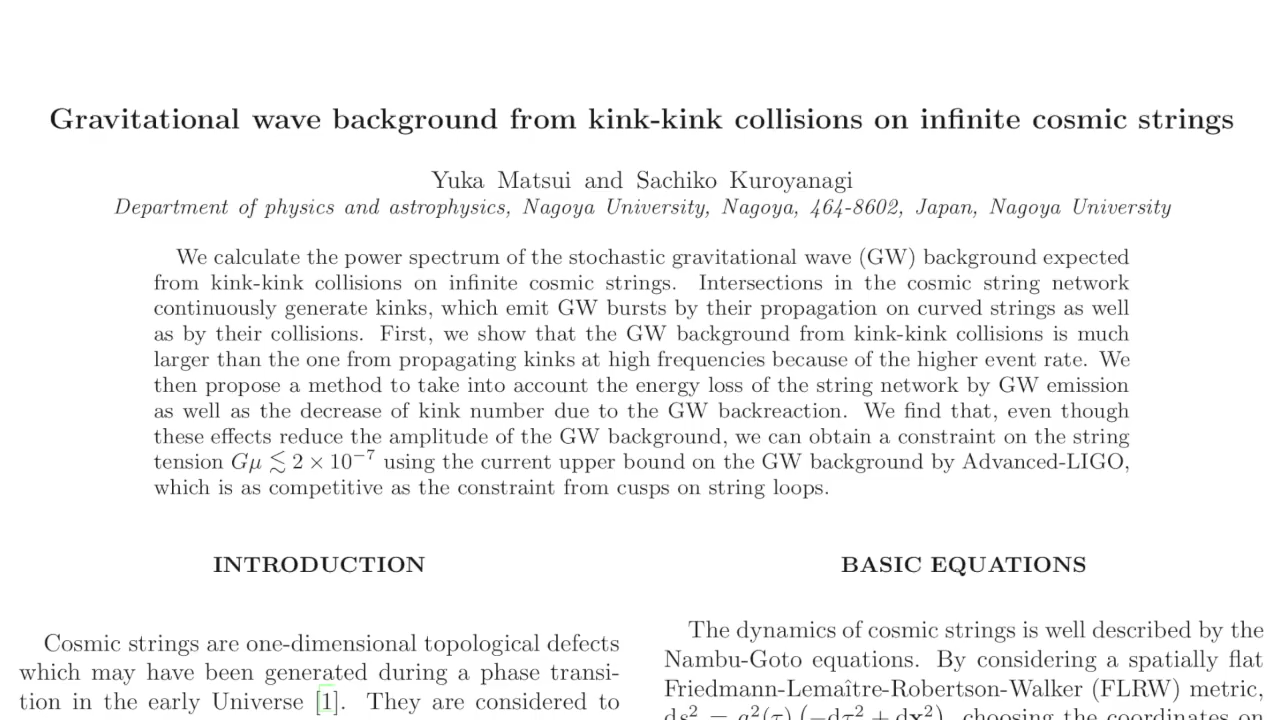 Gravitational wave background from kink-kink collisions on infinite cosmic strings
Yuka Matsui and Sachiko Kuroyanagi
Department of physics and astrophysics, Nagoya University, Nagoya, 464-8602, Japan, Nagoya University
We calculate the power spectrum of the stochastic gravitational wave (GW) background expected
from kink-kink collisions on infinite cosmic strings. Intersections in the cosmic string network
continuously generate kinks, which emit GW bursts by their propagation on curved strings as well
as by their collisions. First, we show that the GW background from kink-kink collisions is much
larger than the one from propagating kinks at high frequencies because of the higher event rate. We
then propose a method to take into account the energy loss of the string network by GW emission
as well as the decrease of kink number due to the GW backreaction. We find that, even though
these effects reduce the amplitude of the GW background, we can obtain a constraint on the string
tension Gμ ≲ 2 × 10⁻⁷ using the current upper bound on the GW background by Advanced-LIGO,
which is as competitive as the constraint from cusps on string loops.
INTRODUCTION
Cosmic strings are one-dimensional topological defects
which may have been generated during a phase transi-
tion in the early Universe [1]. They are considered to
BASIC EQUATIONS
The dynamics of cosmic strings is well described by the
Nambu-Goto equations. By considering a spatially flat
Friedmann-Lemaître-Robertson-Walker (FLRW) metric,
ds² = a²(τ) (−dτ² + dx²), choosing the coordinates on